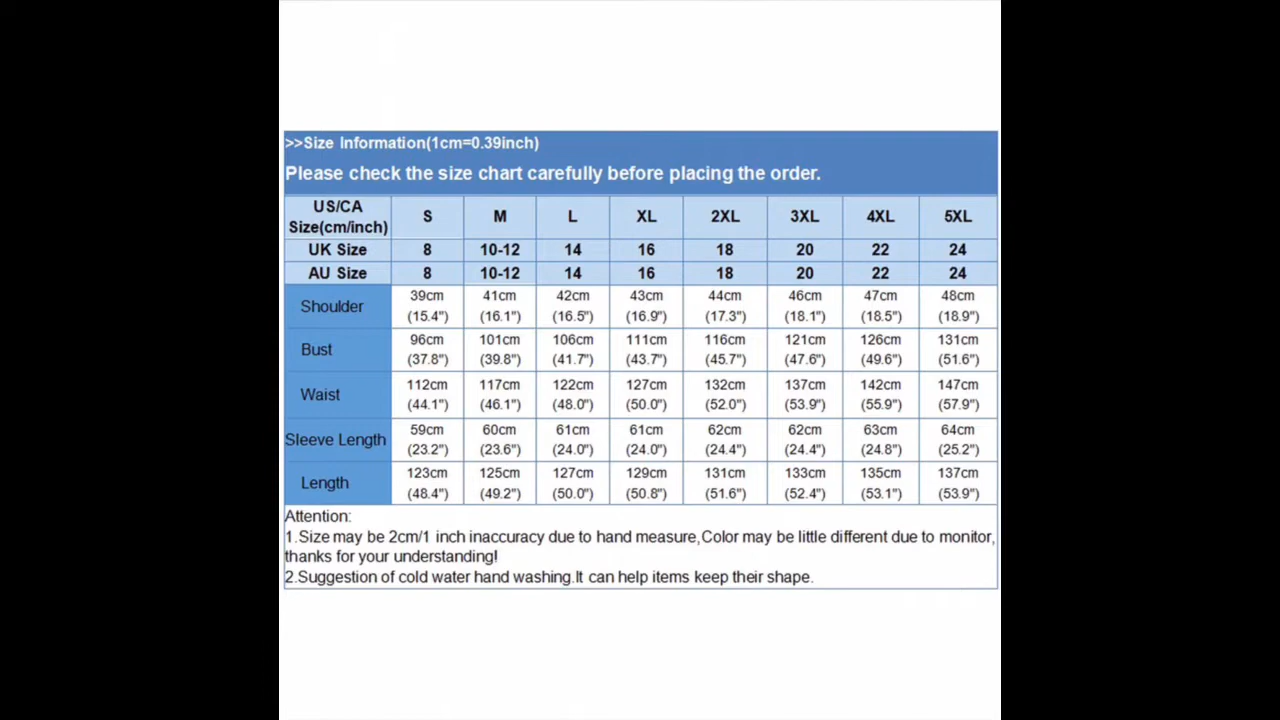 >>Size Information(1cm=0.39inch)
Please check the size chart carefully before placing the order.
US/CA Size(cm/inch) S M L XL 2XL 3XL 4XL 5XL
UK Size 8 10-12 14 16 18 20 22 24
AU Size 8 10-12 14 16 18 20 22 24
Shoulder 39cm (15.4") 41cm (16.1") 42cm (16.5") 43cm (16.9") 44cm (17.3") 46cm (18.1") 47cm (18.5") 48cm (18.9")
Bust 96cm (37.8") 101cm (39.8") 106cm (41.7") 111cm (43.7") 116cm (45.7") 121cm (47.6") 126cm (49.6") 131cm (51.6")
Waist 112cm (44.1") 117cm (46.1") 122cm (48.0") 127cm (50.0") 132cm (52.0") 137cm (53.9") 142cm (55.9") 147cm (57.9")
Sleeve Length 59cm (23.2") 60cm (23.6") 61cm (24.0") 61cm (24.0") 62cm (24.4") 62cm (24.4") 63cm (24.8") 64cm (25.2")
Length 123cm (48.4") 125cm (49.2") 127cm (50.0") 129cm (50.8") 131cm (51.6") 133cm (52.4") 135cm (53.1") 137cm (53.9")
Attention:
1.Size may be 2cm/1 inch inaccuracy due to hand measure,Color may be little different due to monitor,
thanks for your understanding!
2.Suggestion of cold water hand washing.It can help items keep their shape.